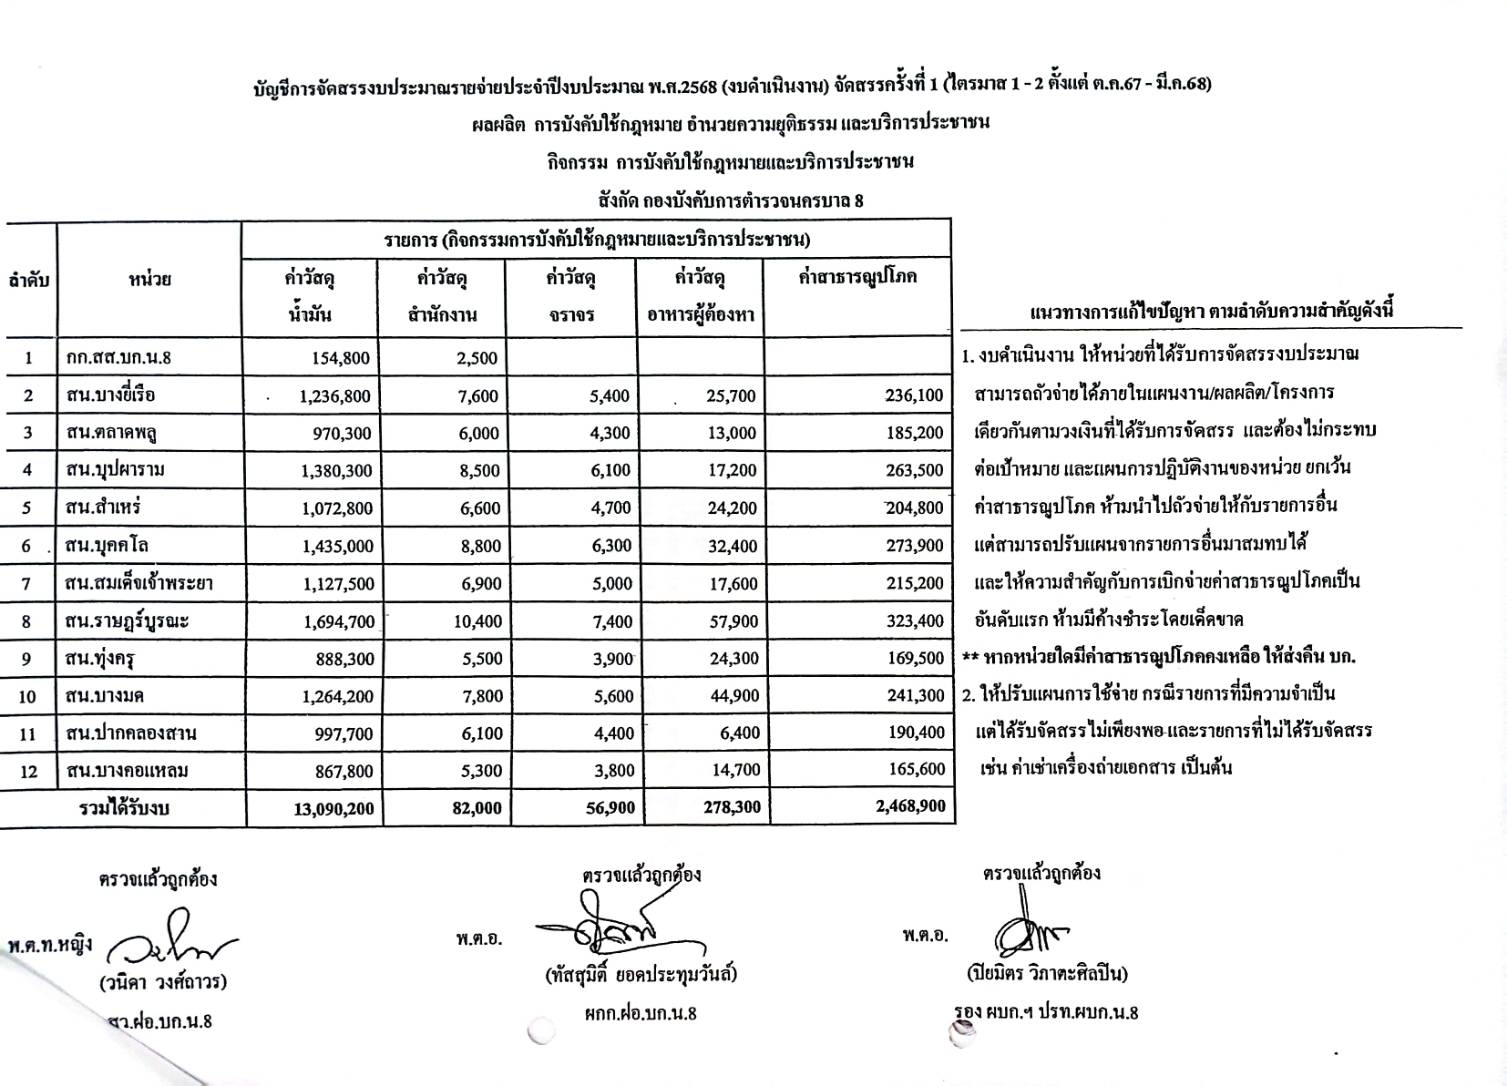 บัญชีการจัดสรรงบประมาณรายจ่ายประจำปีงบประมาณ พ.ศ.2568 (งบดำเนินงาน) จัดสรรครั้งที่ 1 (ไตรมาส 1 - 2 ตั้งแต่ ต.ค.67 - มี.ค.68)
ผลผลิต การบังคับใช้กฎหมาย อำนวยความยุติธรรม และบริการประชาชน
กิจกรรม การบังคับใช้กฎหมายและบริการประชาชน
สังกัด กองบังคับการตำรวจนครบาล 8
รายการ (กิจกรรมการบังคับใช้กฎหมายและบริการประชาชน)
ลำดับ หน่วย ค่าวัสดุ ค่าวัสดุ ค่าวัสดุ ค่าวัสดุ ค่าสาธารณูปโภค
น้ำมัน สำนักงาน จราจร อาหารผู้ต้องหา
1 กก.สส.บก.น.8 154,800 2,500
2 สน.บางยี่เรือ 1,236,800 7,600 5,400 25,700 236,100
3 สน.ตลาดพลู 970,300 6,000 4,300 13,000 185,200
4 สน.บุปผาราม 1,380,300 8,500 6,100 17,200 263,500
5 สน.สำเหร่ 1,072,800 6,600 4,700 24,200 204,800
6 สน.บุคคโล 1,435,000 8,800 6,300 32,400 273,900
7 สน.สมเด็จเจ้าพระยา 1,127,500 6,900 5,000 17,600 215,200
8 สน.ราษฎร์บูรณะ 1,694,700 10,400 7,400 57,900 323,400
9 สน.ทุ่งครุ 888,300 5,500 3,900 24,300 169,500
10 สน.บางมด 1,264,200 7,800 5,600 44,900 241,300
11 สน.ปากคลองสาน 997,700 6,100 4,400 6,400 190,400
12 สน.บางคอแหลม 867,800 5,300 3,800 14,700 165,600
รวมได้รับงบ 13,090,200 82,000 56,900 278,300 2,468,900
แนวทางการแก้ไขปัญหา ตามลำดับความสำคัญดังนี้
1. งบดำเนินงาน ให้หน่วยที่ได้รับการจัดสรรงบประมาณ
สามารถถัวจ่ายได้ภายในแผนงาน/ผลผลิต/โครงการ
เดียวกันตามวงเงินที่ได้รับการจัดสรร และต้องไม่กระทบ
ต่อเป้าหมาย และแผนการปฏิบัติงานของหน่วย ยกเว้น
ค่าสาธารณูปโภค ห้ามนำไปถัวจ่ายให้กับรายการอื่น
แต่สามารถปรับแผนจากรายการอื่นมาสมทบได้
และให้ความสำคัญกับการเบิกจ่ายค่าสาธารณูปโภคเป็น
อันดับแรก ห้ามมีค้างชำระโดยเด็ดขาด
** หากหน่วยใดมีค่าสาธารณูปโภคคงเหลือ ให้ส่งคืน บก.
2. ให้ปรับแผนการใช้จ่าย กรณีรายการที่มีความจำเป็น
แต่ได้รับจัดสรรไม่เพียงพอ และรายการที่ไม่ได้รับจัดสรร
เช่น ค่าเช่าเครื่องถ่ายเอกสาร เป็นต้น
ตรวจแล้วถูกต้อง
พ.ต.ท.หญิง
(วนิดา วงศ์ถาวร)
สว.ฝอ.บก.น.8
ตรวจแล้วถูกต้อง
พ.ต.อ.
(ทัสสุมิติ์ ยอดประทุมวันล์)
ผกก.ฝอ.บก.น.8
ตรวจแล้วถูกต้อง
พ.ต.อ.
(ปิยมิตร วิภาตะศิลปิน)
รอง ผบก.ฯ ปรท.ผบก.น.8